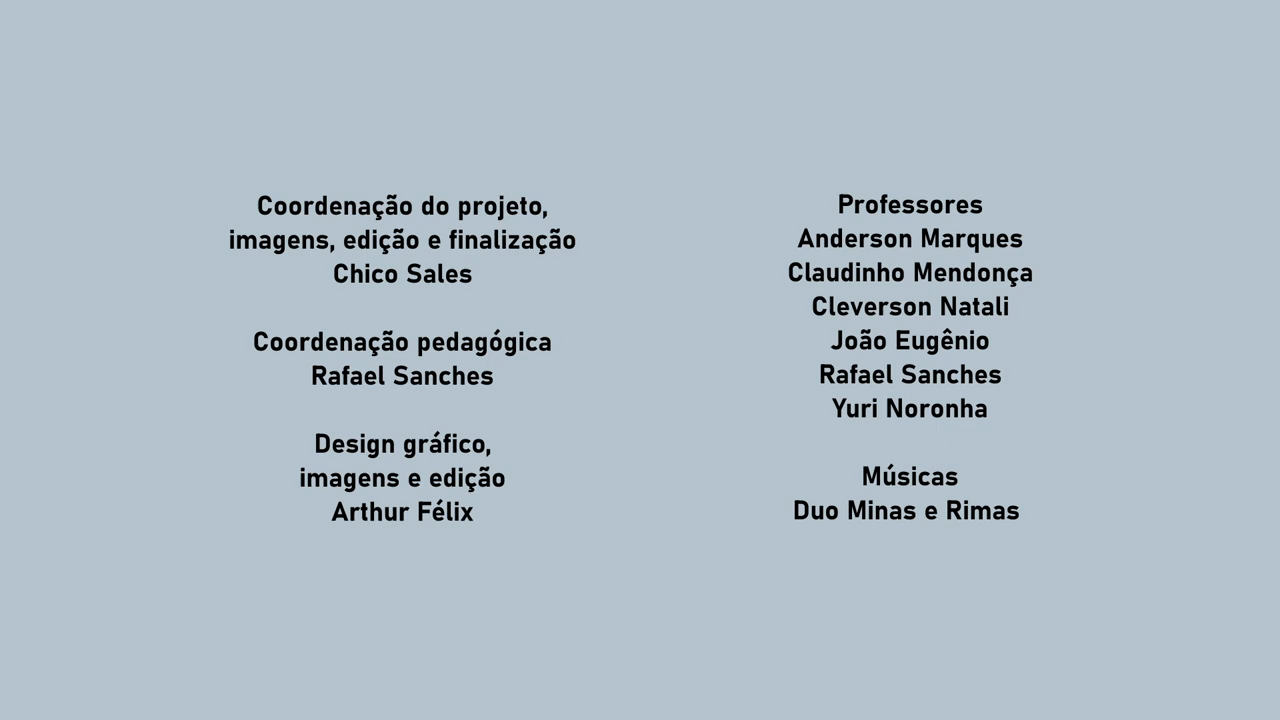 Coordenação do projeto,
imagens, edição e finalização
Chico Sales
Coordenação pedagógica
Rafael Sanches
Design gráfico,
imagens e edição
Arthur Félix
Professores
Anderson Marques
Claudinho Mendonça
Cleverson Natali
João Eugênio
Rafael Sanches
Yuri Noronha
Músicas
Duo Minas e Rimas